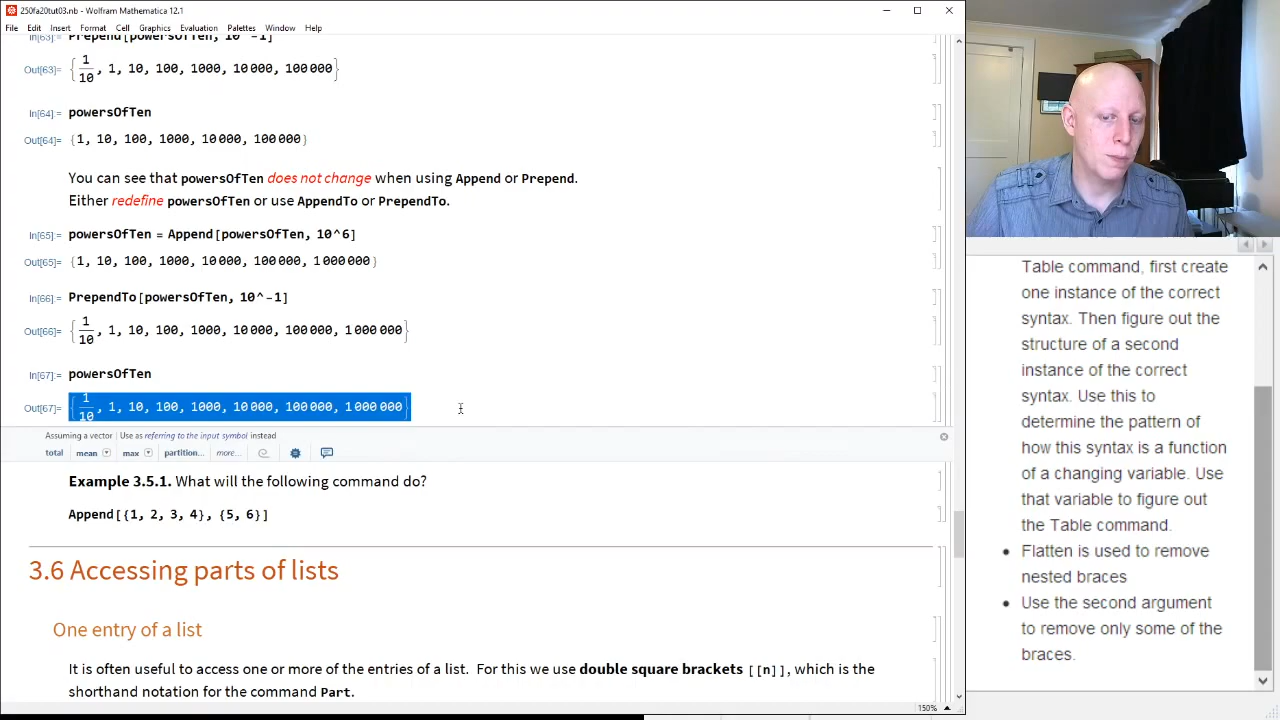 250fa20tut03.nb - Wolfram Mathematica 12.1
File Edit Insert Format Cell Graphics Evaluation Palettes Window Help
In[63]:= Prepend[powersOfTen, 10^-1]
Out[63]= {1/10, 1, 10, 100, 1000, 10 000, 100 000}
In[64]:= powersOfTen
Out[64]= {1, 10, 100, 1000, 10 000, 100 000}
You can see that powersOfTen does not change when using Append or Prepend.
Either redefine powersOfTen or use AppendTo or PrependTo.
In[65]:= powersOfTen = Append[powersOfTen, 10^6]
Out[65]= {1, 10, 100, 1000, 10 000, 100 000, 1 000 000}
In[66]:= PrependTo[powersOfTen, 10^-1]
Out[66]= {1/10, 1, 10, 100, 1000, 10 000, 100 000, 1 000 000}
In[67]:= powersOfTen
Out[67]= {1/10, 1, 10, 100, 1000, 10 000, 100 000, 1 000 000}
Assuming a vector | Use as referring to the input symbol instead
total mean max partition... more...
Example 3.5.1. What will the following command do?
Append[{1, 2, 3, 4}, {5, 6}]
3.6 Accessing parts of lists
One entry of a list
It is often useful to access one or more of the entries of a list. For this we use double square brackets [[n]], which is the
shorthand notation for the command Part.
150%
Table command, first create
one instance of the correct
syntax. Then figure out the
structure of a second
instance of the correct
syntax. Use this to
determine the pattern of
how this syntax is a function
of a changing variable. Use
that variable to figure out
the Table command.
• Flatten is used to remove
nested braces
• Use the second argument
to remove only some of the
braces.